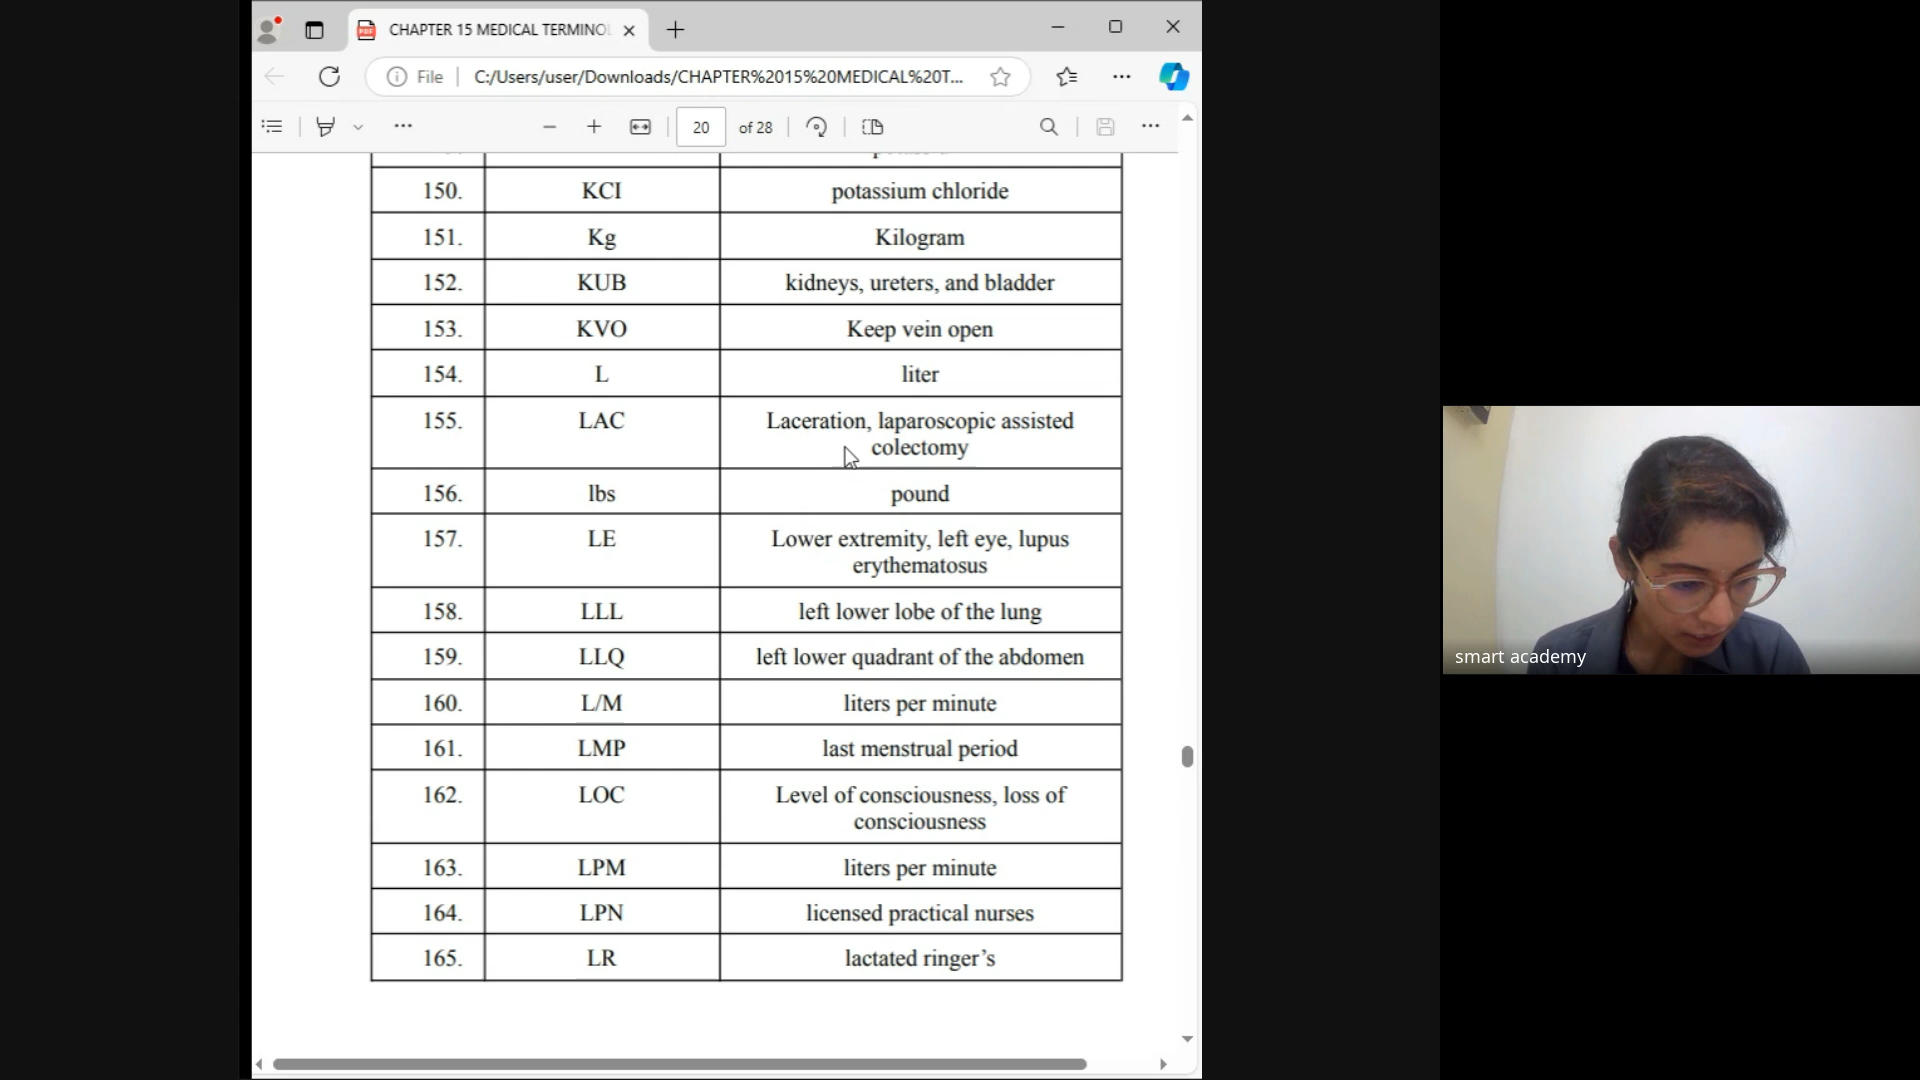 CHAPTER 15 MEDICAL TERMINO
File
C:/Users/user/Downloads/CHAPTER%2015%20MEDICAL%20T...
20 of 28
150. KCI potassium chloride
151. Kg Kilogram
152. KUB kidneys, ureters, and bladder
153. KVO Keep vein open
154. L liter
155. LAC Laceration, laparoscopic assisted
colectomy
156. lbs pound
157. LE Lower extremity, left eye, lupus
erythematosus
158. LLL left lower lobe of the lung
159. LLQ left lower quadrant of the abdomen
160. L/M liters per minute
161. LMP last menstrual period
162. LOC Level of consciousness, loss of
consciousness
163. LPM liters per minute
164. LPN licensed practical nurses
165. LR lactated ringer’s
smart academy